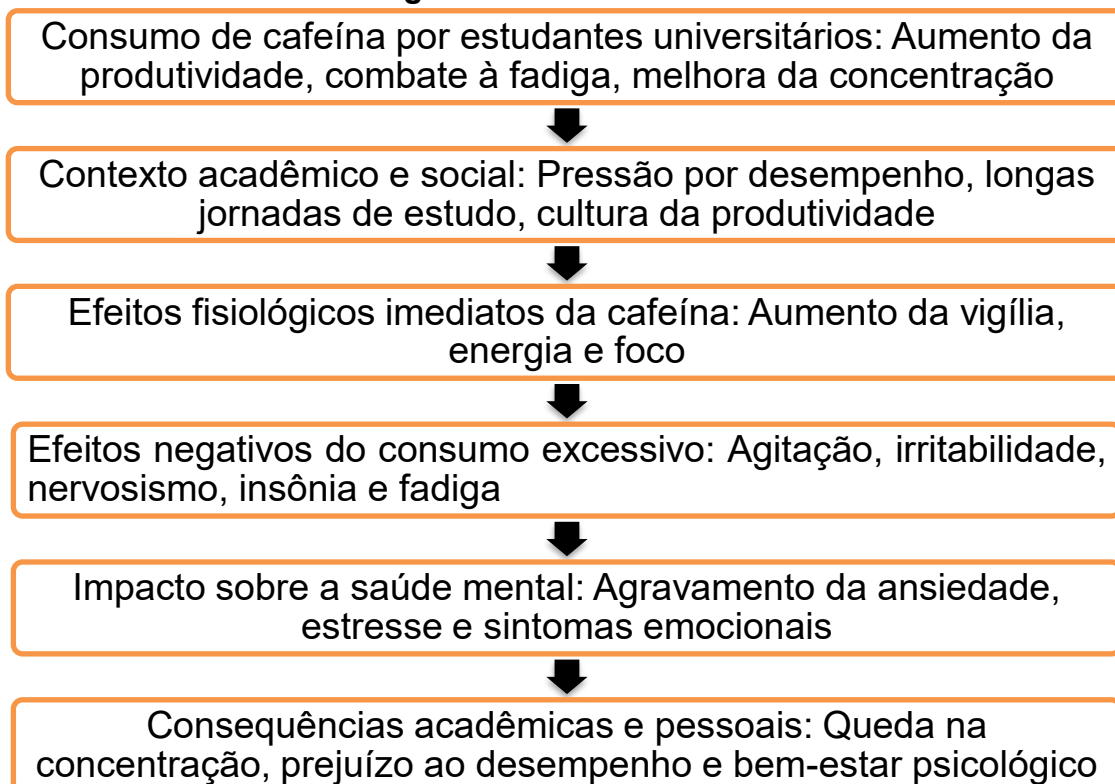 Consumo de cafeína por estudantes universitários: Aumento da
produtividade, combate à fadiga, melhora da concentração
Contexto acadêmico e social: Pressão por desempenho, longas
jornadas de estudo, cultura da produtividade
Efeitos fisiológicos imediatos da cafeína: Aumento da vigília,
energia e foco
Efeitos negativos do consumo excessivo: Agitação, irritabilidade,
nervosismo, insônia e fadiga
Impacto sobre a saúde mental: Agravamento da ansiedade,
estresse e sintomas emocionais
Consequências acadêmicas e pessoais: Queda na
concentração, prejuízo ao desempenho e bem-estar psicológico